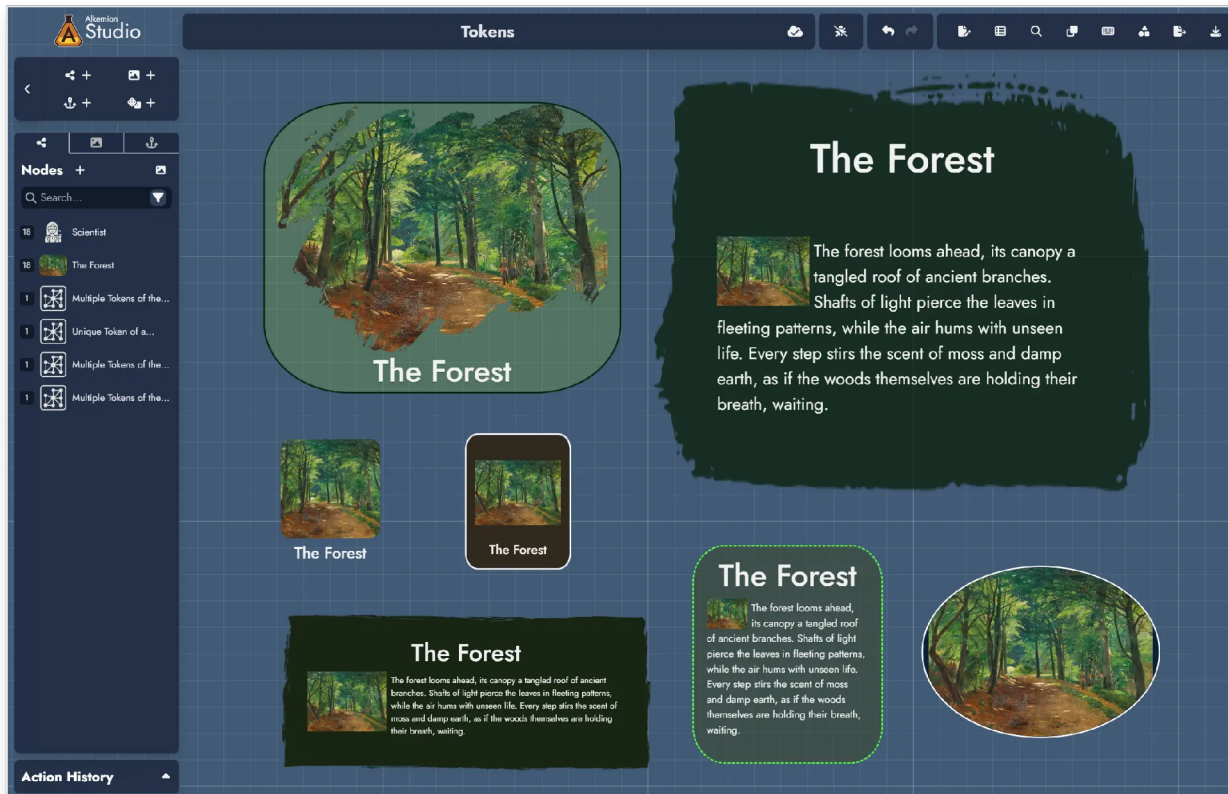 Alkemion
Studio
Tokens
Nodes +
Search...
18 Scientist
18 The Forest
1 Multiple Tokens of the...
1 Unique Token of a...
1 Multiple Tokens of the...
1 Multiple Tokens of the...
Action History
The Forest
The Forest
The forest looms ahead, its canopy a
tangled roof of ancient branches.
Shafts of light pierce the leaves in
fleeting patterns, while the air hums with unseen
life. Every step stirs the scent of moss and damp
earth, as if the woods themselves are holding their
breath, waiting.
The Forest
The Forest
The Forest
The forest looms ahead, its canopy a tangled roof of ancient
branches. Shafts of light pierce the leaves in fleeting patterns,
while the air hums with unseen life. Every step stirs the scent of
moss and damp earth, as if the woods themselves are holding
their breath, waiting.
The Forest
The forest looms ahead,
its canopy a tangled roof
of ancient branches. Shafts of light
pierce the leaves in fleeting patterns,
while the air hums with unseen life.
Every step stirs the scent of moss
and damp earth, as if the woods
themselves are holding their breath,
waiting.